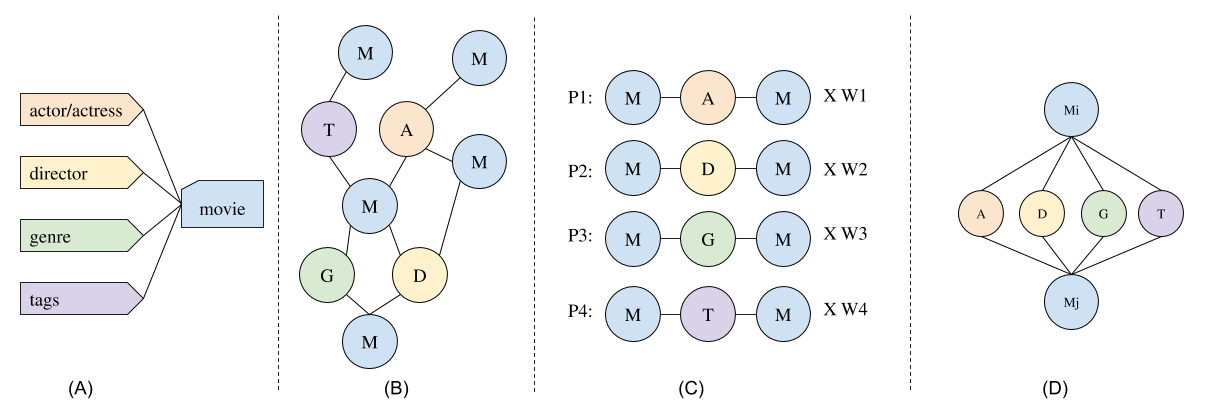 actor/actress
director
genre
tags
movie
(A)
M
M
T
A
M
M
G
D
M
(B)
P1: M A M X W1
P2: M D M X W2
P3: M G M X W3
P4: M T M X W4
(C)
Mi
A D G T
Mj
(D)